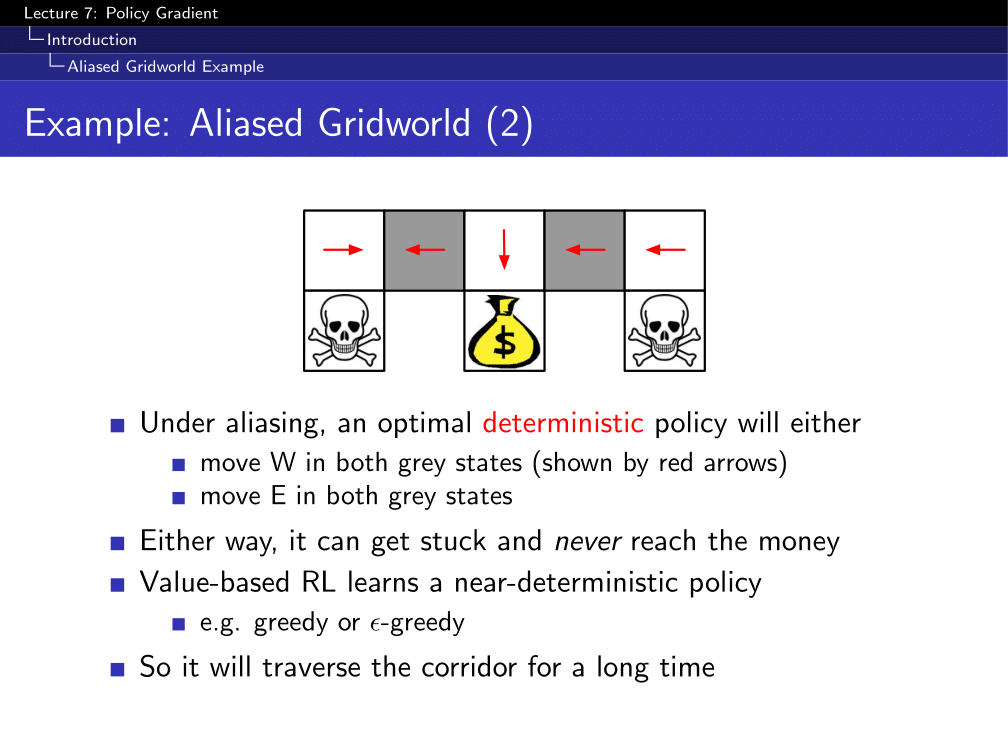 Lecture 7: Policy Gradient
Introduction
Aliased Gridworld Example
Example: Aliased Gridworld (2)
$
Under aliasing, an optimal deterministic policy will either
move W in both grey states (shown by red arrows)
move E in both grey states
Either way, it can get stuck and never reach the money
Value-based RL learns a near-deterministic policy
e.g. greedy or ϵ-greedy
So it will traverse the corridor for a long time